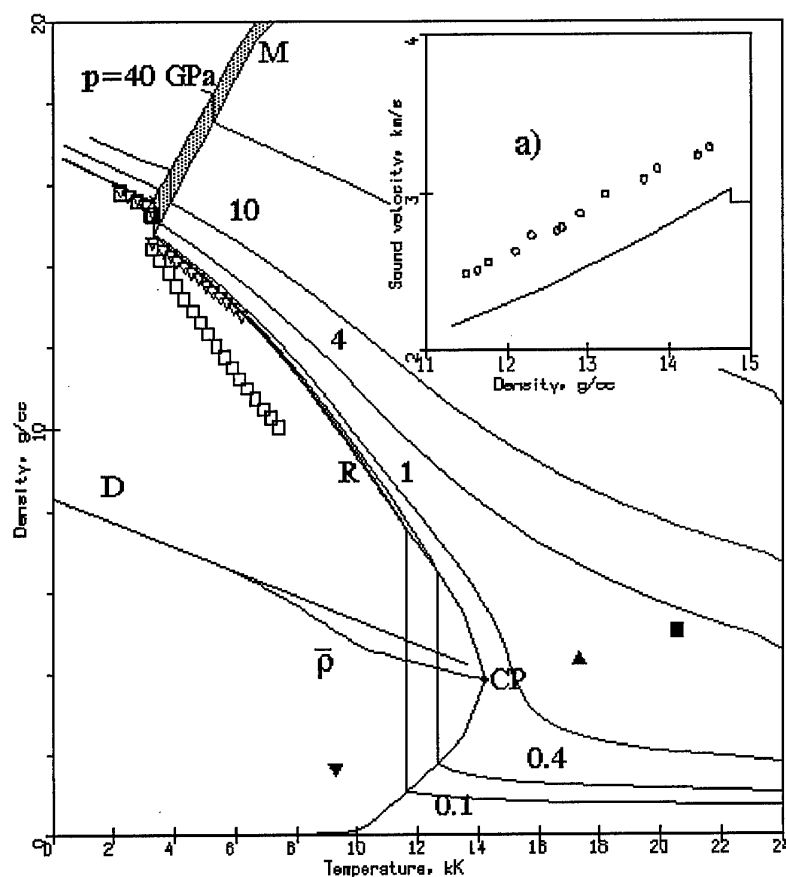 20
M
p=40 GPa
10
4
10
Density, g/cc
R
1
D
ρ̄
CP
0.4
0.1
0
0 2 4 6 8 10 12 14 16 18 20 22 24
Temperature, kK
a)
4
3
2
Sound velocity, km/s
11 12 13 14 15
Density, g/cc